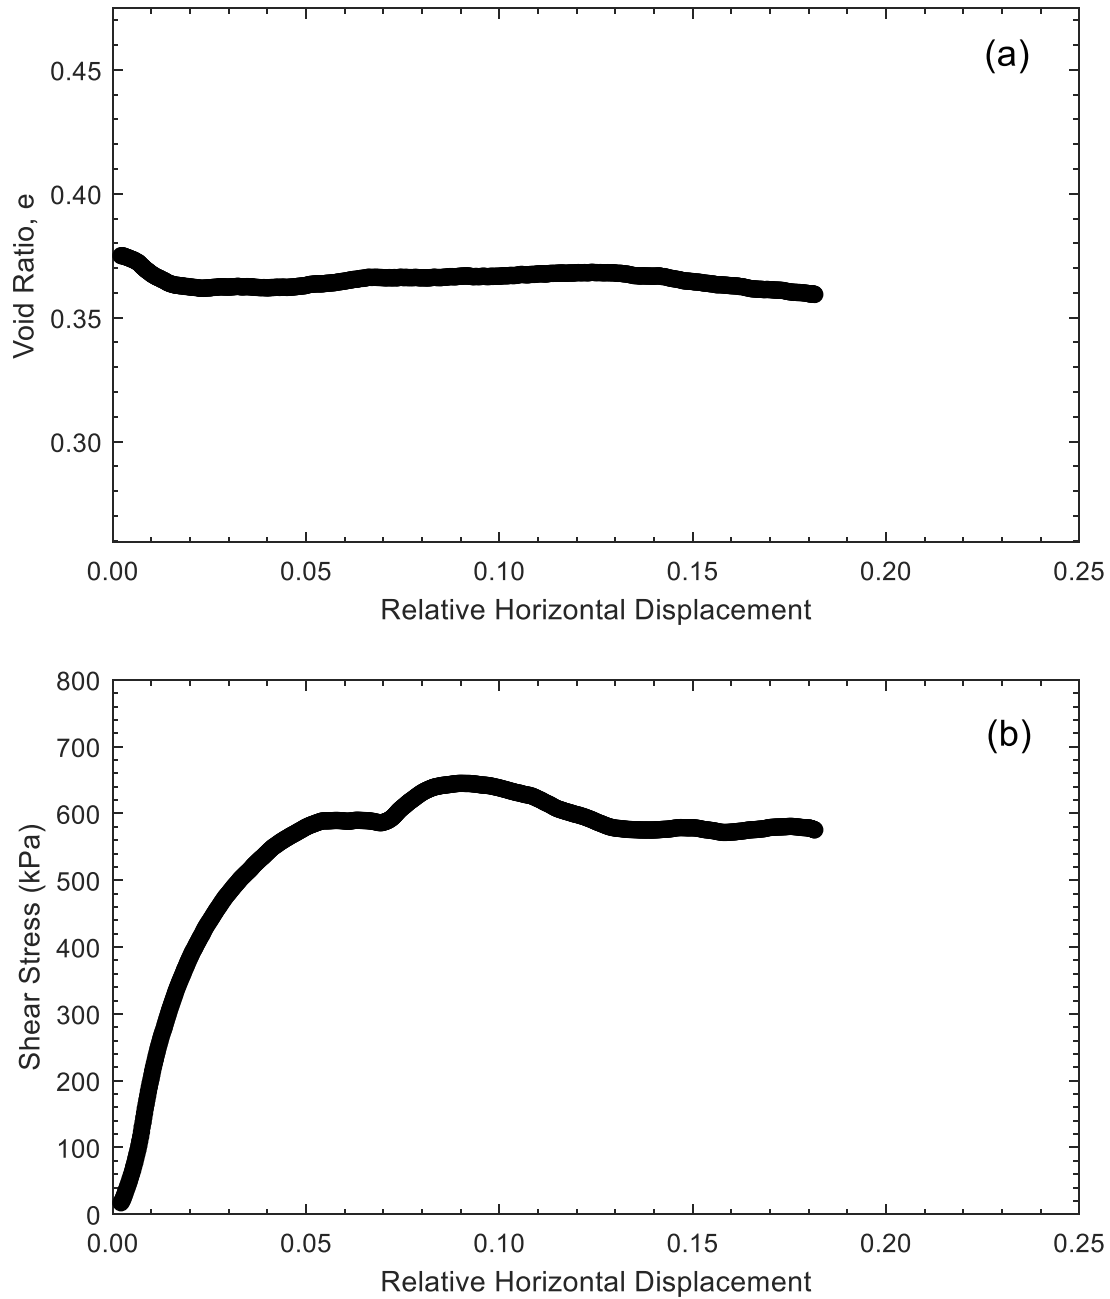 (a)
0.45
0.40
0.35
0.30
Void Ratio, e
0.00 0.05 0.10 0.15 0.20 0.25
Relative Horizontal Displacement
(b)
800
700
600
500
400
300
200
100
0
Shear Stress (kPa)
0.00 0.05 0.10 0.15 0.20 0.25
Relative Horizontal Displacement